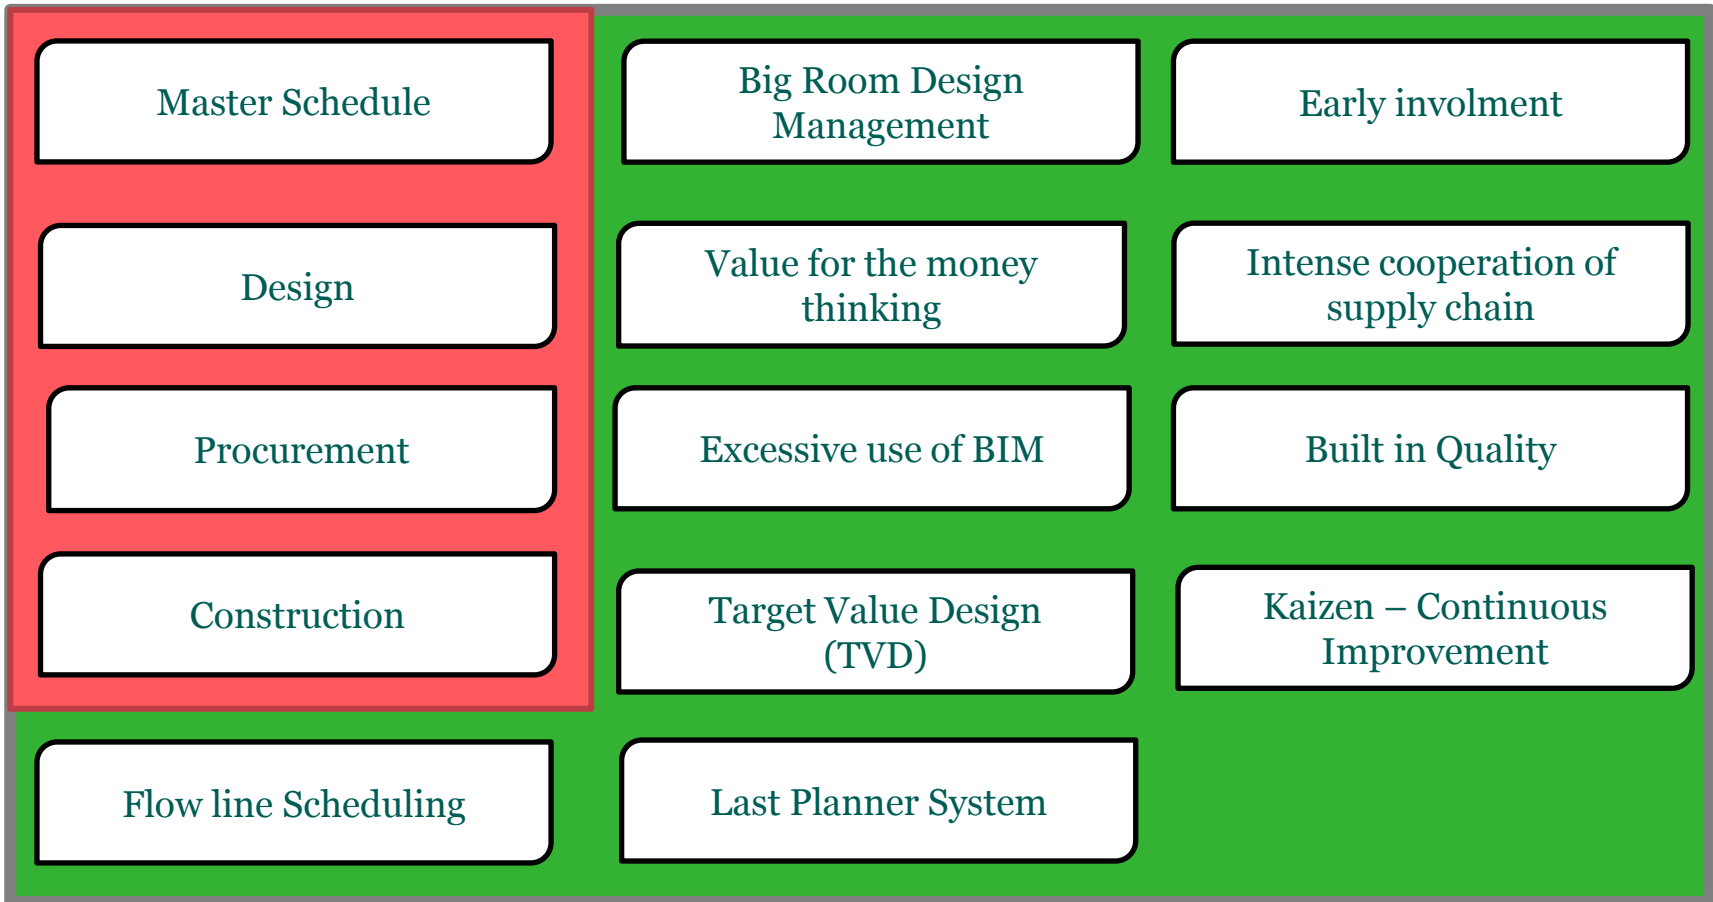 Master Schedule
Big Room Design
Management
Early involment
Design
Value for the money
thinking
Intense cooperation of
supply chain
Procurement
Excessive use of BIM
Built in Quality
Construction
Target Value Design
(TVD)
Kaizen – Continuous
Improvement
Flow line Scheduling
Last Planner System